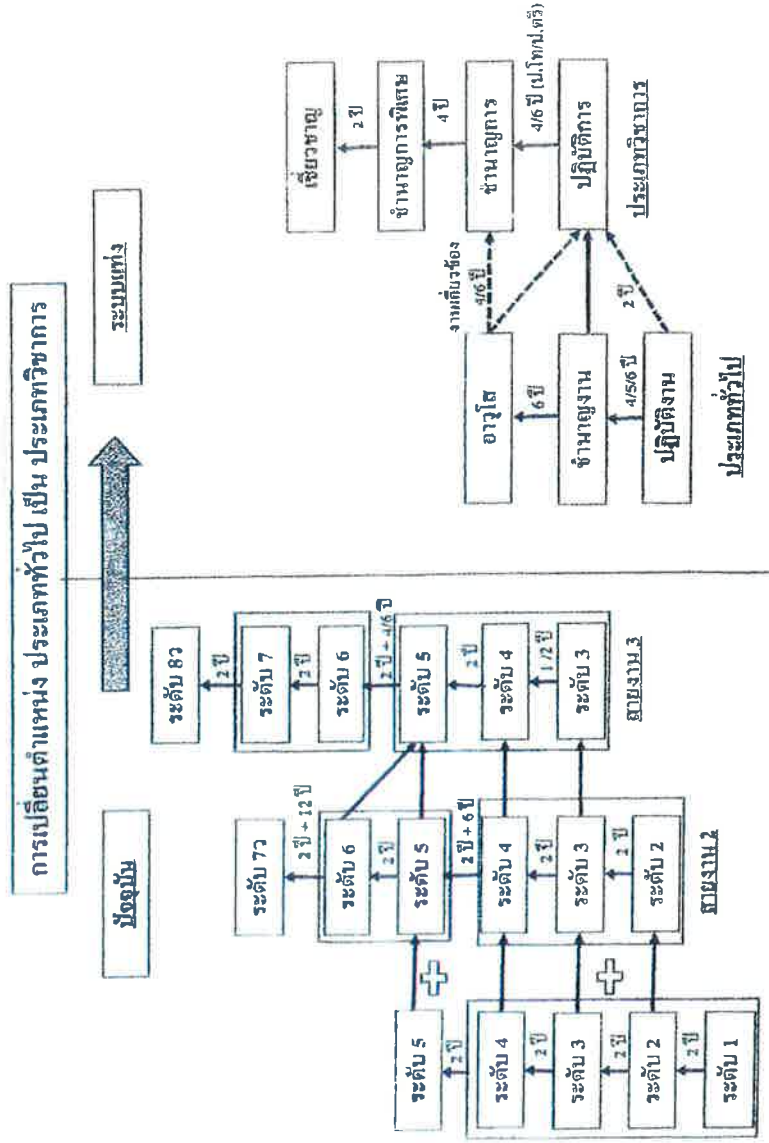 การเปลี่ยนตำแหน่ง ประเภททั่วไป เป็น ประเภทวิชาการ
ปัจจุบัน
ระบบแท่ง
ระดับ 5
2 ปี
ระดับ 4
2 ปี
ระดับ 3
2 ปี
ระดับ 2
2 ปี
ระดับ 1
ระดับ 7ว
2 ปี + 12 ปี
ระดับ 6
2 ปี
ระดับ 5
2 ปี + 6 ปี
ระดับ 4
2 ปี
ระดับ 3
2 ปี
ระดับ 2
สายงาน 2
ระดับ 8ว
2 ปี
ระดับ 7
2 ปี
ระดับ 6
2 ปี + 4/6 ปี
ระดับ 5
2 ปี
ระดับ 4
1/2 ปี
ระดับ 3
สายงาน 3
อาวุโส
6 ปี
ชำนาญงาน
4/5/6 ปี
ปฏิบัติงาน
ประเภททั่วไป
งานเกี่ยวข้อง
4/6 ปี
2 ปี
เชี่ยวชาญ
2 ปี
ชำนาญการพิเศษ
4 ปี
ชำนาญการ
4/6 ปี (ป.โท/ป.ตรี)
ปฏิบัติการ
ประเภทวิชาการ